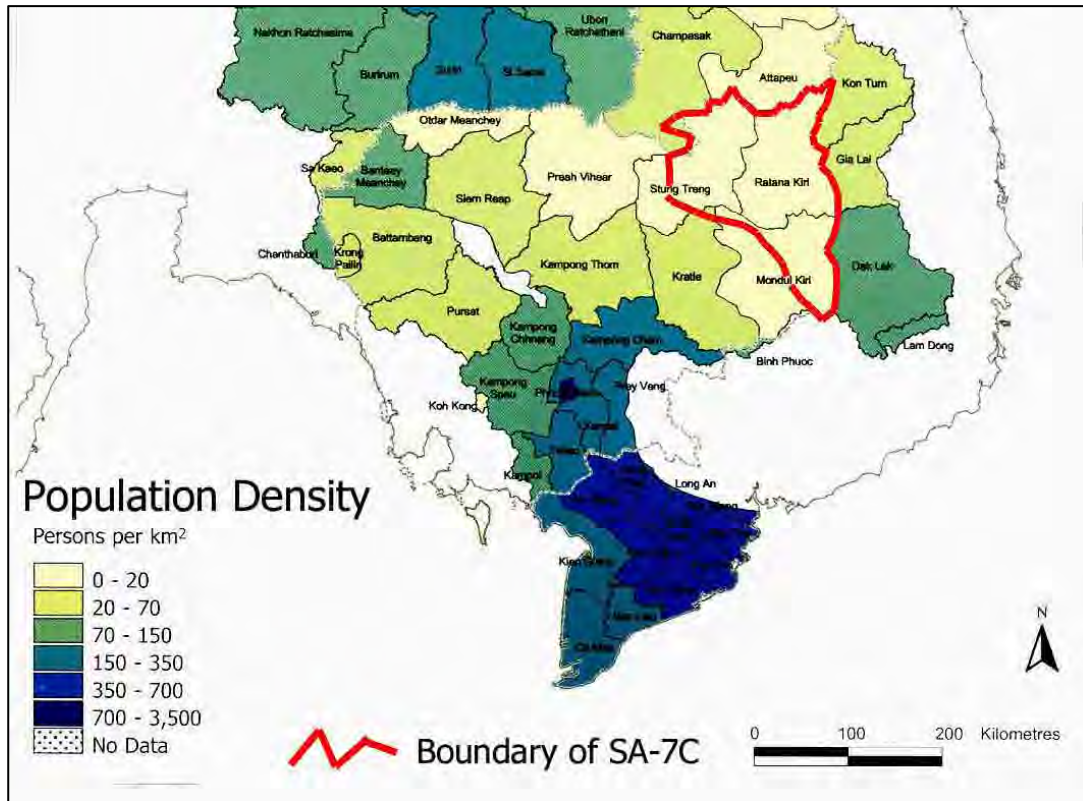 Nakhon Ratchasima
Burirum
Surin
Si Saket
Ubon
Ratchathani
Champasak
Attapeu
Kon Tum
Otdar Meanchey
Sa Kaeo
Banteay
Meanchey
Siem Reap
Preah Vihear
Stung Treng
Ratana Kiri
Gia Lai
Chanthaburi
Krong
Pailin
Battambang
Kampong Thom
Kratie
Mondul Kiri
Dak Lak
Pursat
Kampong
Chhnang
Kampong Cham
Binh Phuoc
Lam Dong
Kampong
Speu
Prey Veng
Koh Kong
Kandal
Kampot
Long An
Kien Giang
Bac Lieu
Ca Mau
Population Density
Persons per km²
0 - 20
20 - 70
70 - 150
150 - 350
350 - 700
700 - 3,500
No Data
Boundary of SA-7C
N
0 100 200 Kilometres